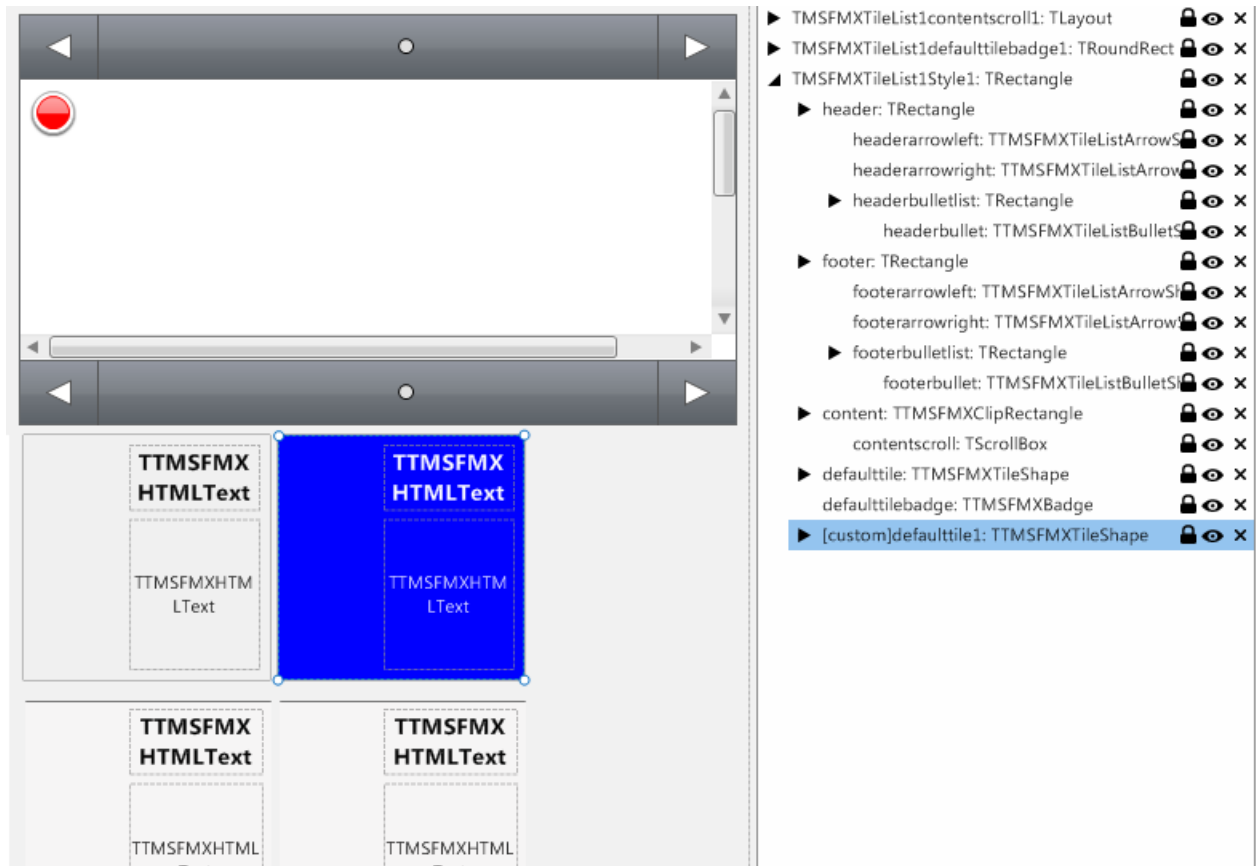 TTMSFMX
HTMLText
TTMSFMXHTM
LText
TTMSFMX
HTMLText
TTMSFMXHTM
LText
TTMSFMX
HTMLText
TTMSFMXHTML
TTMSFMX
HTMLText
TTMSFMXHTML
TMSFMXTileList1contentscroll1: TLayout
TMSFMXTileList1defaulttilebadge1: TRoundRect
TMSFMXTileList1Style1: TRectangle
header: TRectangle
headerarrowleft: TTMSFMXTileListArrowS
headerarrowright: TTMSFMXTileListArrow
headerbulletlist: TRectangle
headerbullet: TTMSFMXTileListBulletS
footer: TRectangle
footerarrowleft: TTMSFMXTileListArrowSh
footerarrowright: TTMSFMXTileListArrow
footerbulletlist: TRectangle
footerbullet: TTMSFMXTileListBulletSh
content: TTMSFMXClipRectangle
contentscroll: TScrollBox
defaulttile: TTMSFMXTileShape
defaulttilebadge: TTMSFMXBadge
[custom]defaulttile1: TTMSFMXTileShape